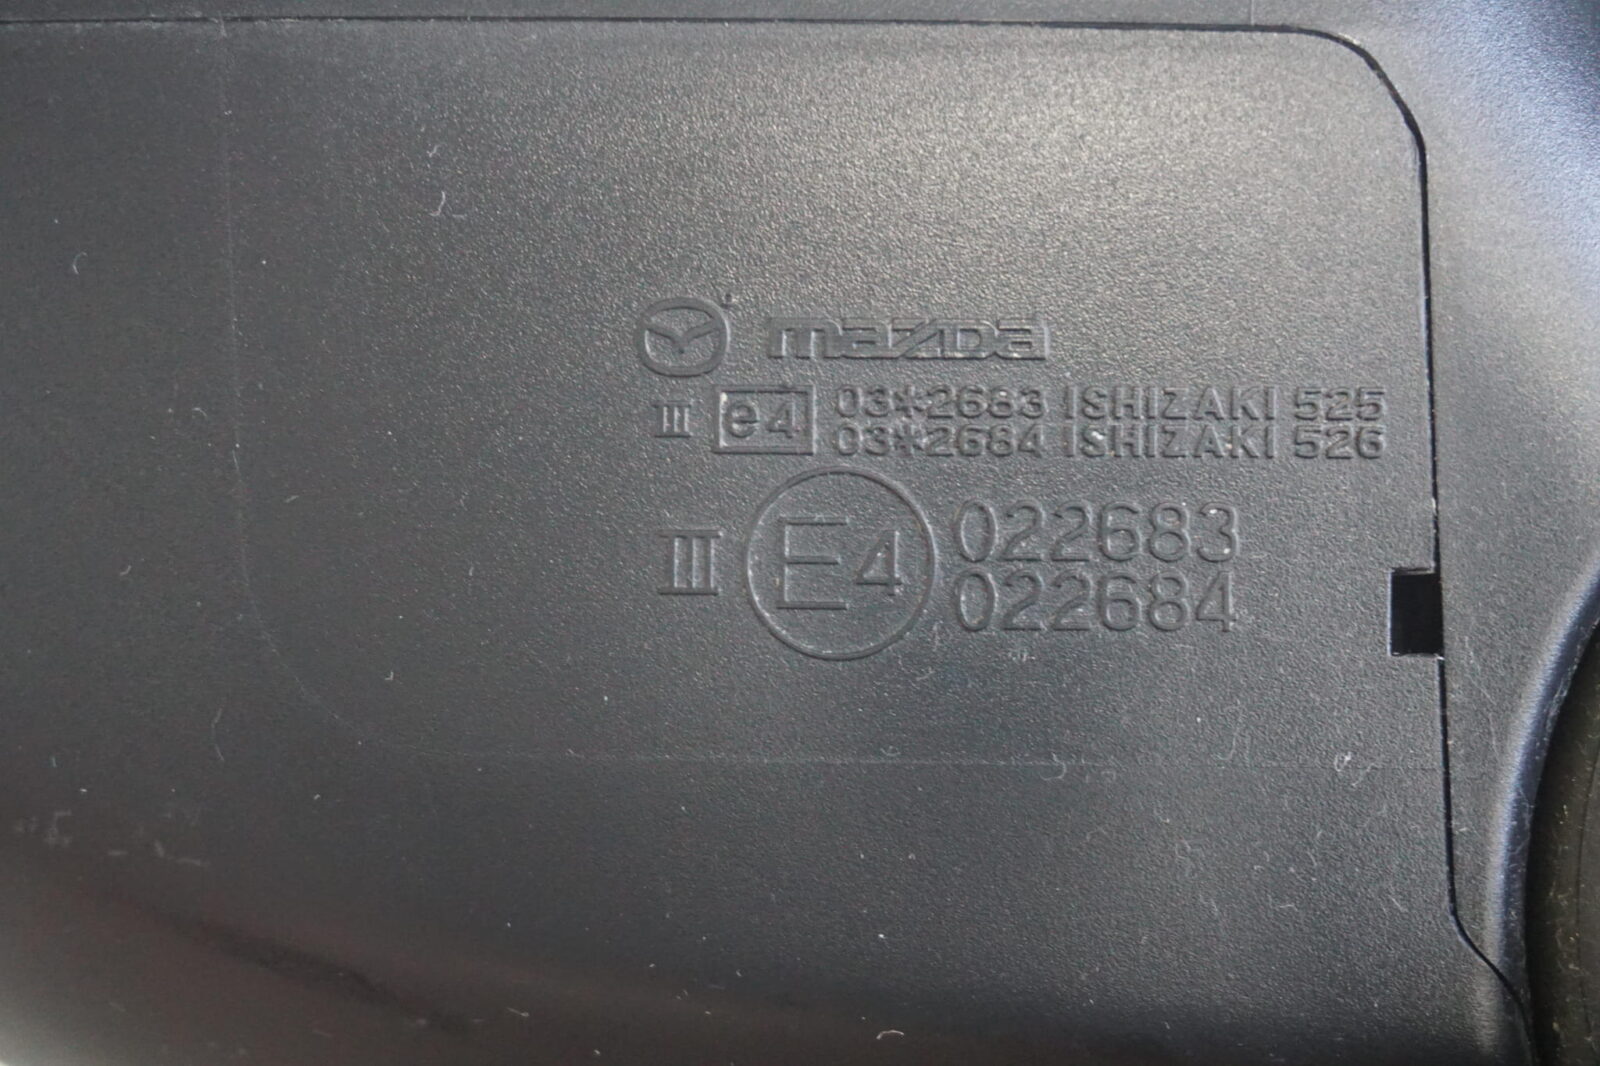 mazDa
III e4 03*2683 ISHIZAKI 525
03*2684 ISHIZAKI 526
III E4 022683
022684